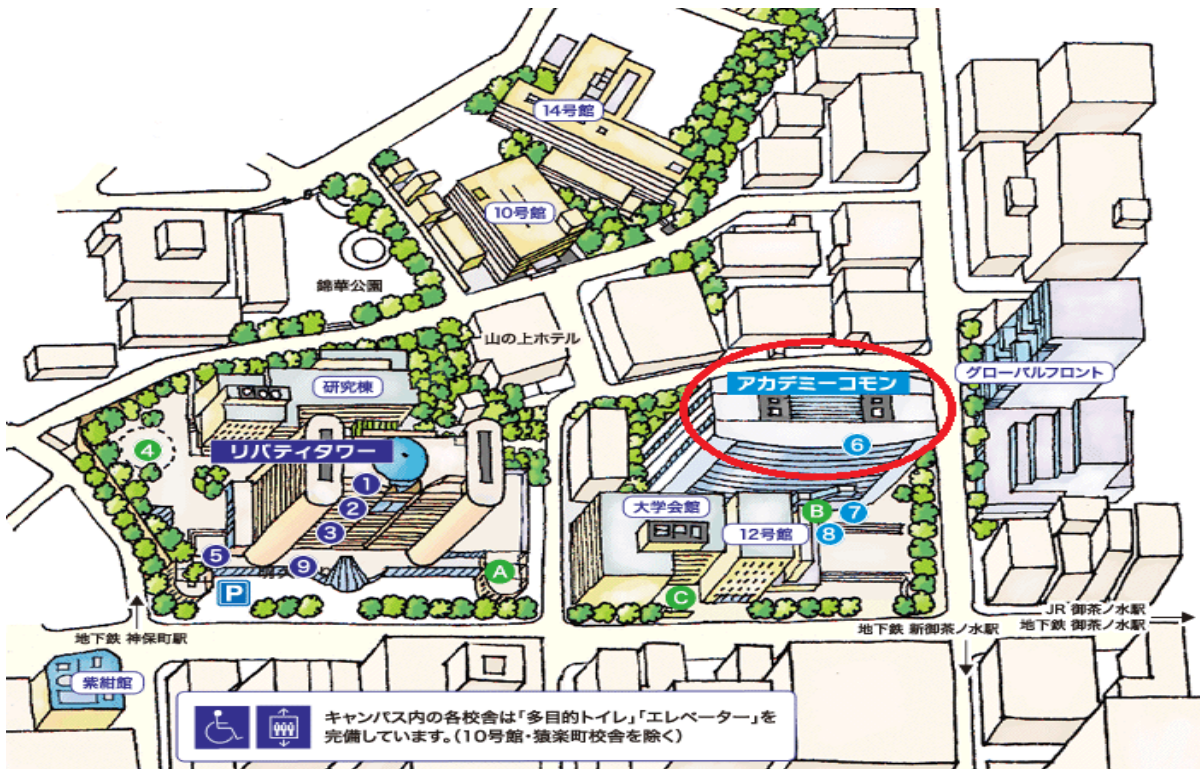 14号館
10号館
錦華公園
山の上ホテル
研究棟
アカデミーコモン
グローバルフロント
6
4
リバティタワー
1
2
3
大学会館
B
7
12号館
8
5
9
A
P
C
JR 御茶ノ水駅
地下鉄 神保町駅
地下鉄 新御茶ノ水駅
地下鉄 御茶ノ水駅
紫紺館
キャンパス内の各校舎は「多目的トイレ」「エレベーター」を
完備しています。(10号館・猿楽町校舎を除く)